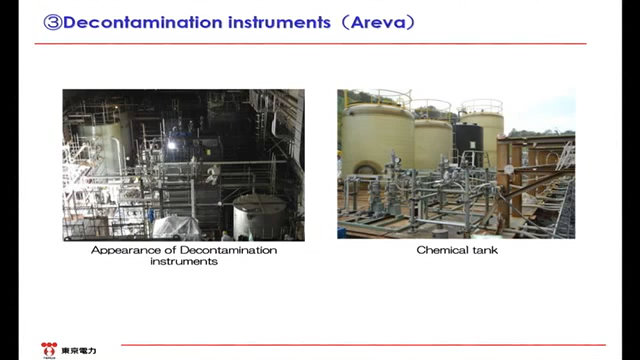 ③Decontamination instruments（Areva）
Appearance of Decontamination
instruments
Chemical tank
東京電力